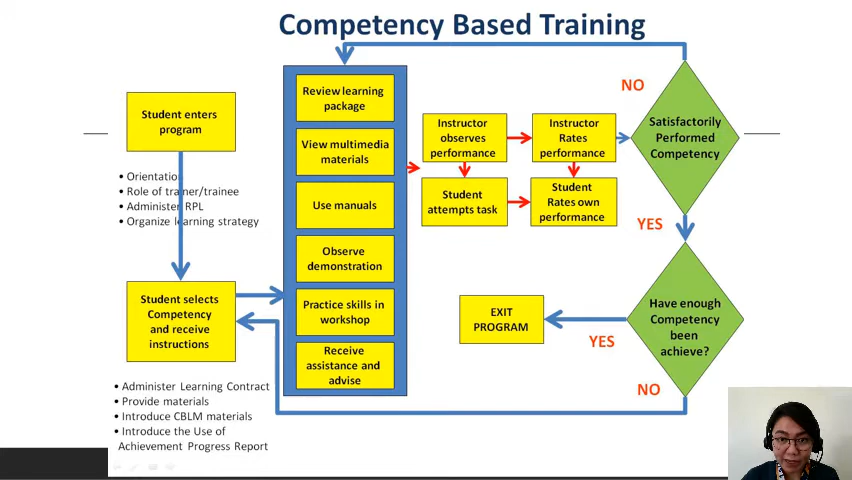 Competency Based Training
Student enters
program
• Orientation
• Role of trainer/trainee
• Administer RPL
• Organize learning strategy
Student selects
Competency
and receive
instructions
• Administer Learning Contract
• Provide materials
• Introduce CBLM materials
• Introduce the Use of
Achievement Progress Report
Review learning
package
View multimedia
materials
Use manuals
Observe
demonstration
Practice skills in
workshop
Receive
assistance and
advise
Instructor
observes
performance
Instructor
Rates
performance
Student
attempts task
Student
Rates own
performance
NO
Satisfactorily
Performed
Competency
YES
Have enough
Competency
been
achieve?
YES
EXIT
PROGRAM
NO